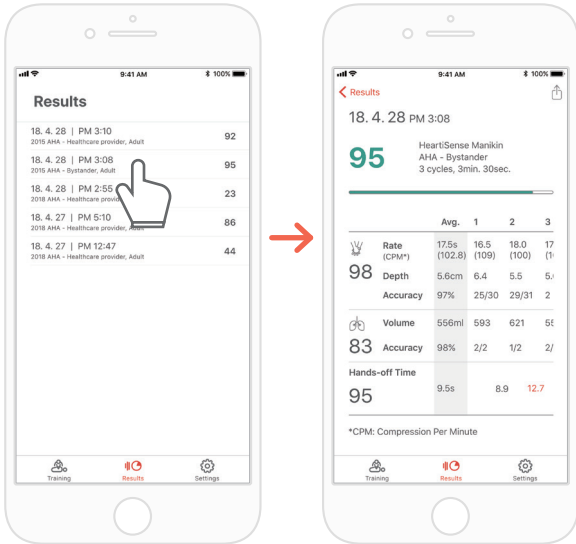 9:41 AM
100%
Results
18. 4. 28 | PM 3:10
2015 AHA - Healthcare provider, Adult
92
18. 4. 28 | PM 3:08
2015 AHA - Bystander, Adult
95
18. 4. 28 | PM 2:55
2018 AHA - Healthcare
23
18. 4. 27 | PM 5:10
2018 AHA - Healthcare provider, Adult
86
18. 4. 27 | PM 12:47
2018 AHA - Healthcare provider, Adult
44
Training Results Settings
9:41 AM
100%
Results
18. 4. 28 PM 3:08
95
HeartiSense Manikin
AHA - Bystander
3 cycles, 3min. 30sec.
Avg. 1 2 3
Rate 17.5s 16.5 18.0 17
(CPM*) (102.8) (109) (100)
98
Depth 5.6cm 6.4 5.5
Accuracy 97% 25/30 29/31 2
Volume 556ml 593 621
83
Accuracy 98% 2/2 1/2 2/
Hands-off Time
95
9.5s 8.9 12.7
*CPM: Compression Per Minute
Training Results Settings